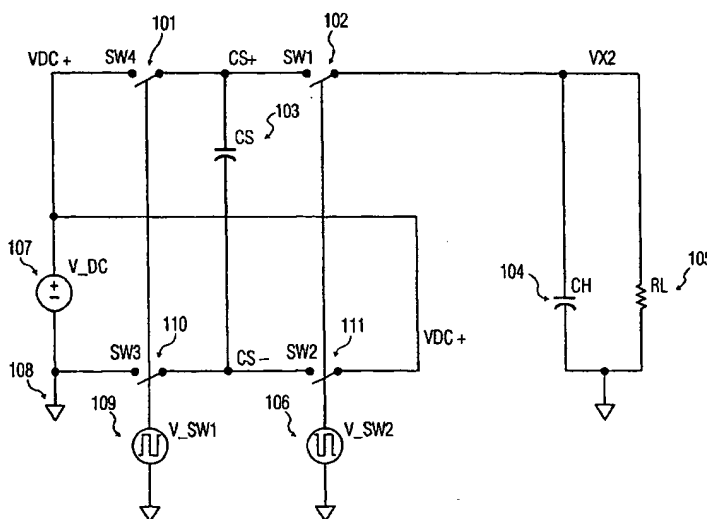 101
102
VDC +
SW4
CS+
SW1
VX2
CS
103
107
V_DC
+
−
104
CH
RL
105
110
111
VDC +
SW3
CS −
SW2
108
109
V_SW1
106
V_SW2